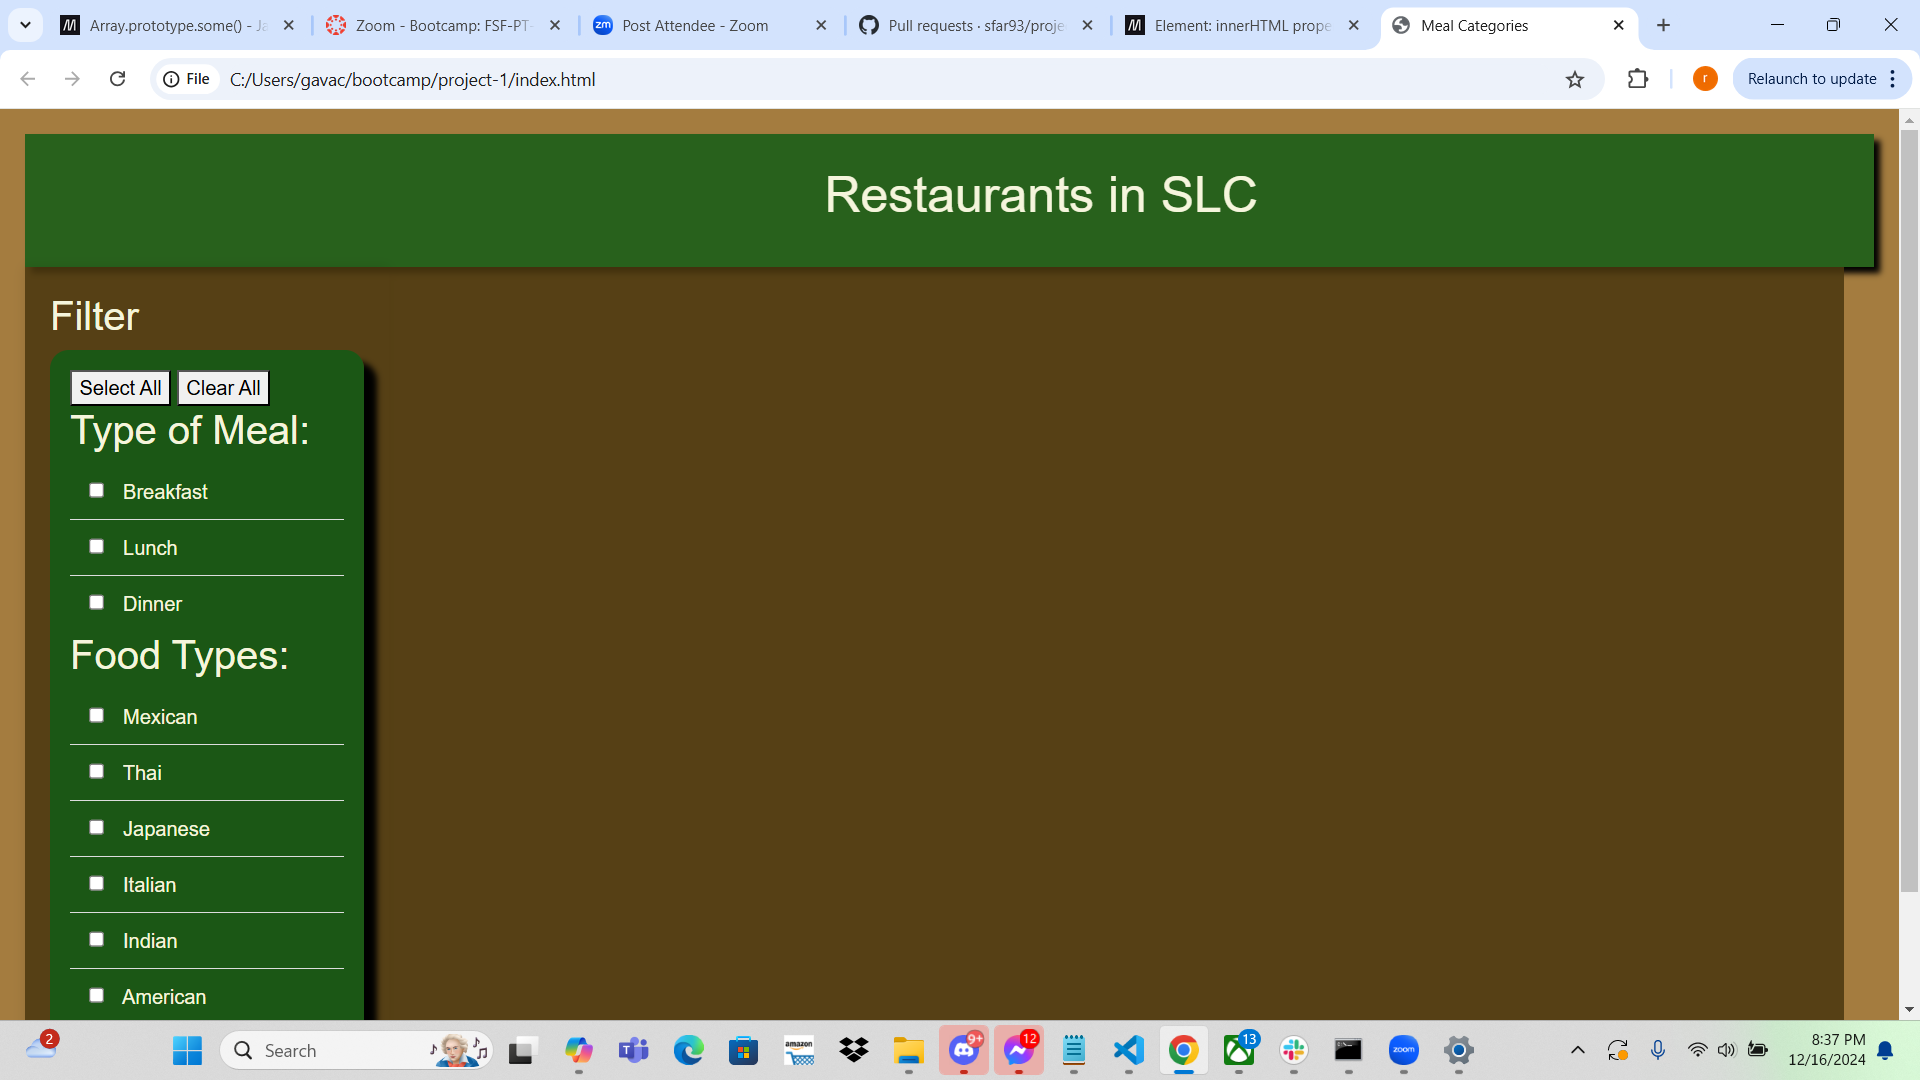 Array.prototype.some() - Ja
Zoom - Bootcamp: FSF-PT-
zm
Post Attendee - Zoom
Pull requests · sfar93/proje
Element: innerHTML prope
Meal Categories
File
C:/Users/gavac/bootcamp/project-1/index.html
r
Relaunch to update
Restaurants in SLC
Filter
Select All
Clear All
Type of Meal:
Breakfast
Lunch
Dinner
Food Types:
Mexican
Thai
Japanese
Italian
Indian
American
2
Search
amazon
9+
12
13
zoom
8:37 PM
12/16/2024